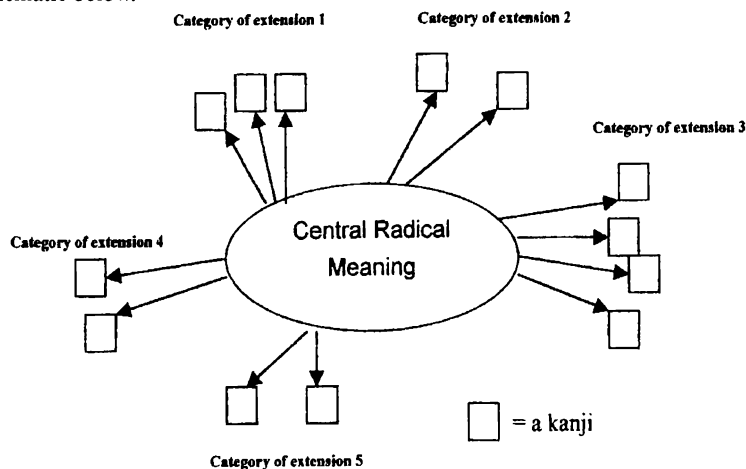 Category of extension 1
Category of extension 2
Category of extension 3
Central Radical
Meaning
Category of extension 4
= a kanji
Category of extension 5